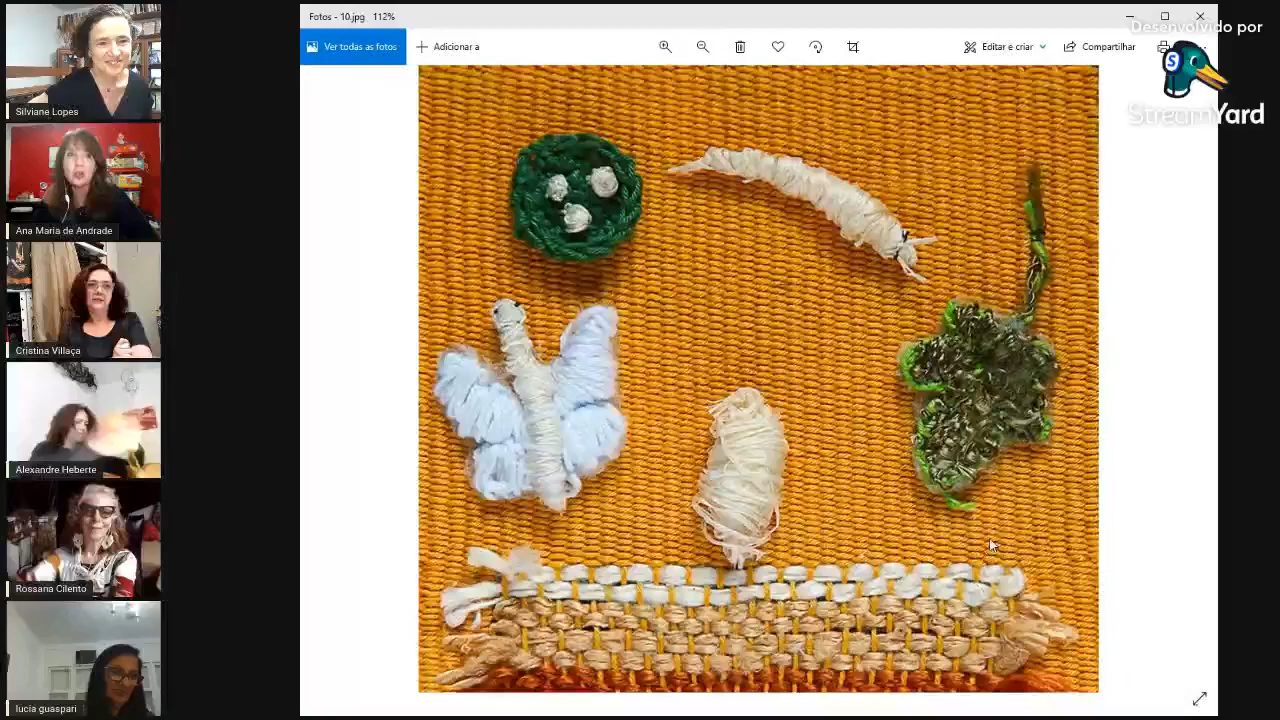 Fotos - 10.jpg 112%
Desenvolvido por
Ver todas as fotos
Adicionar a
Editar e criar
Compartilhar
StreamYard
Silviane Lopes
Ana Maria de Andrade
Cristina Villaça
Alexandre Heberte
Rossana Cilento
lucia guaspari